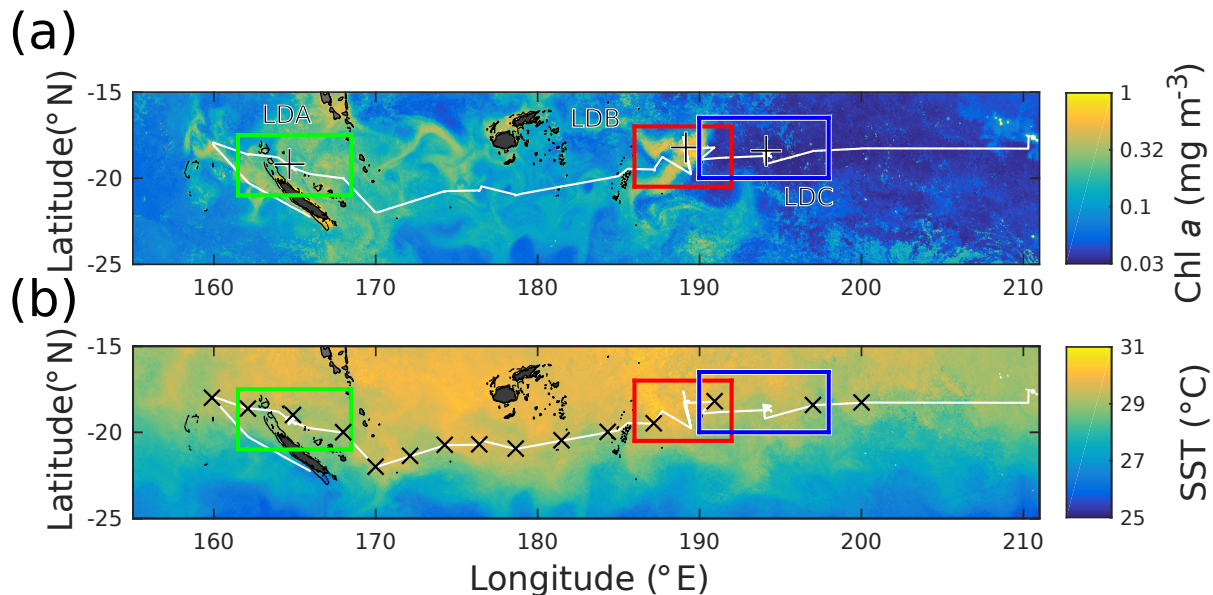 (a)
Latitude(°N)
-15
-20
-25
LDA
LDB
LDC
160
170
180
190
200
210
1
0.32
0.1
0.03
Chl a (mg m-3)
(b)
Latitude(°N)
-15
-20
-25
160
170
180
190
200
210
Longitude (°E)
31
29
27
25
SST (°C)